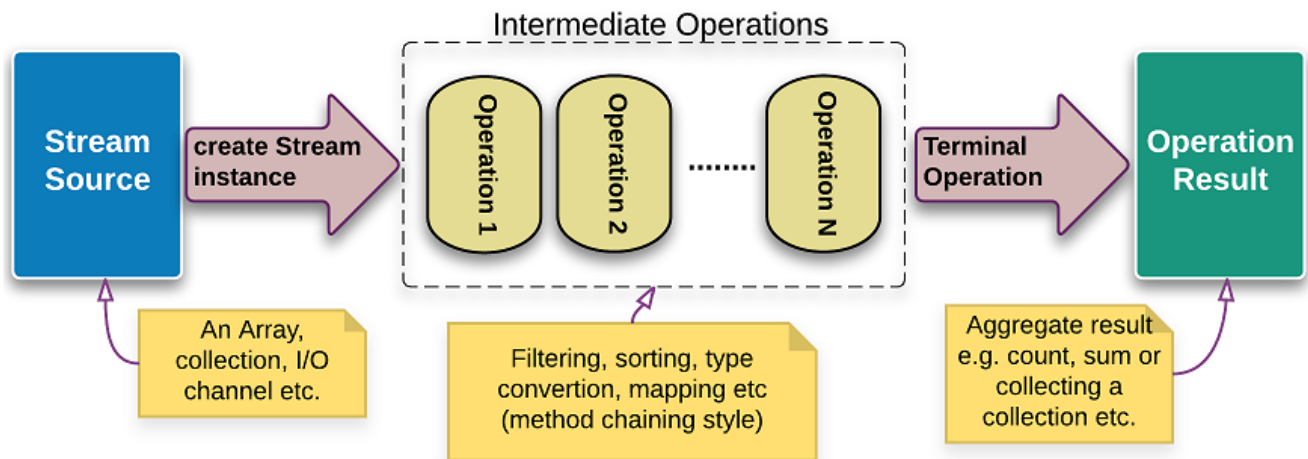 Intermediate Operations
Stream
Source
create Stream
instance
Operation 1
Operation 2
Operation N
Terminal
Operation
Operation
Result
An Array,
collection, I/O
channel etc.
Filtering, sorting, type
convertion, mapping etc
(method chaining style)
Aggregate result
e.g. count, sum or
collecting a
collection etc.